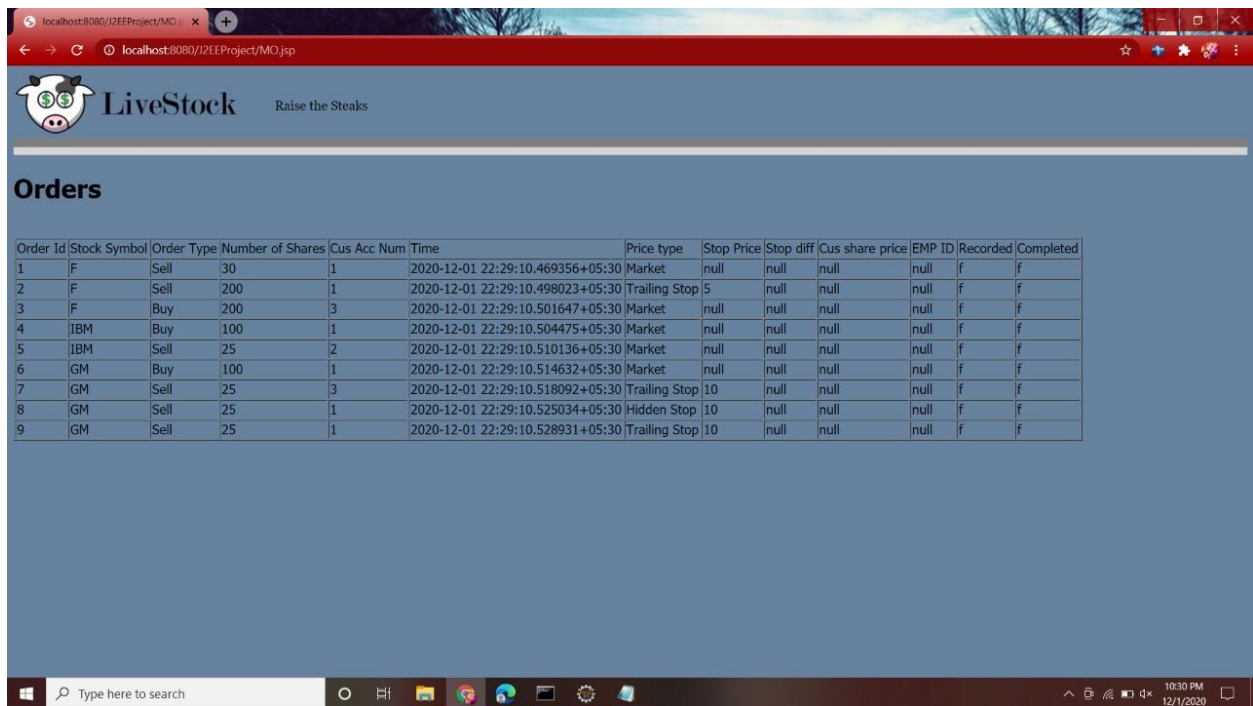 localhost:8080/J2EEProject/MO.j
localhost:8080/J2EEProject/MO.jsp
LiveStock Raise the Steaks
Orders
Order Id Stock Symbol Order Type Number of Shares Cus Acc Num Time Price type Stop Price Stop diff Cus share price EMP ID Recorded Completed
1 F Sell 30 1 2020-12-01 22:29:10.469356+05:30 Market null null null null f f
2 F Sell 200 1 2020-12-01 22:29:10.498023+05:30 Trailing Stop 5 null null null f f
3 F Buy 200 3 2020-12-01 22:29:10.501647+05:30 Market null null null null f f
4 IBM Buy 100 1 2020-12-01 22:29:10.504475+05:30 Market null null null null f f
5 IBM Sell 25 2 2020-12-01 22:29:10.510136+05:30 Market null null null null f f
6 GM Buy 100 1 2020-12-01 22:29:10.514632+05:30 Market null null null null f f
7 GM Sell 25 3 2020-12-01 22:29:10.518092+05:30 Trailing Stop 10 null null null f f
8 GM Sell 25 1 2020-12-01 22:29:10.525034+05:30 Hidden Stop 10 null null null f f
9 GM Sell 25 1 2020-12-01 22:29:10.528931+05:30 Trailing Stop 10 null null null f f
Type here to search
10:30 PM
12/1/2020